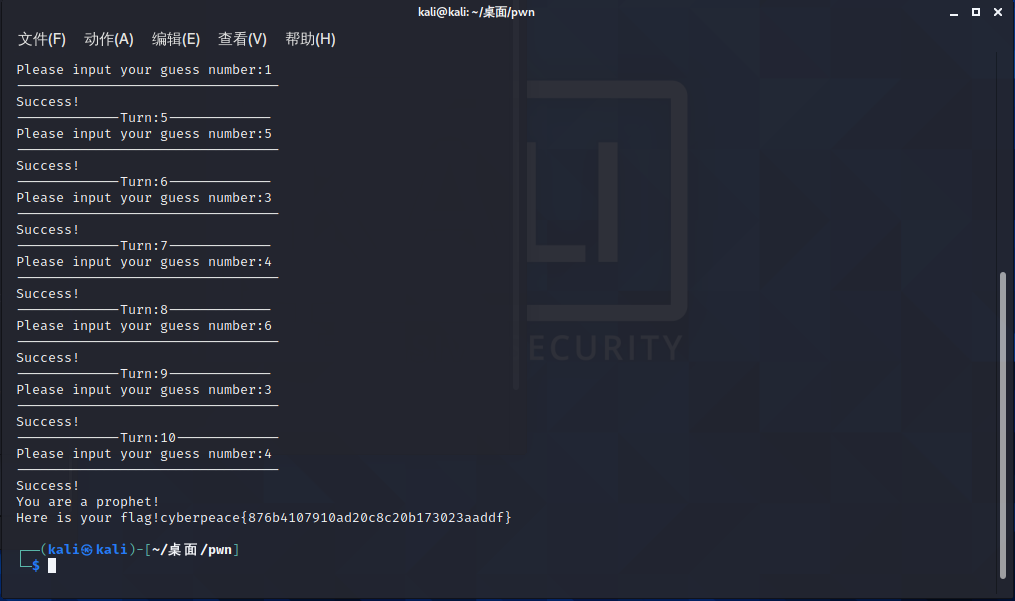 kali@kali: ~/桌面/pwn
文件(F) 动作(A) 编辑(E) 查看(V) 帮助(H)
Please input your guess number:1
Success!
Turn:5
Please input your guess number:5
Success!
Turn:6
Please input your guess number:3
Success!
Turn:7
Please input your guess number:4
Success!
Turn:8
Please input your guess number:6
Success!
Turn:9
Please input your guess number:3
Success!
Turn:10
Please input your guess number:4
Success!
You are a prophet!
Here is your flag!cyberpeace{876b4107910ad20c8c20b173023aaddf}
(kali㉿kali)-[~/桌面/pwn]
$
LI
ECURITY